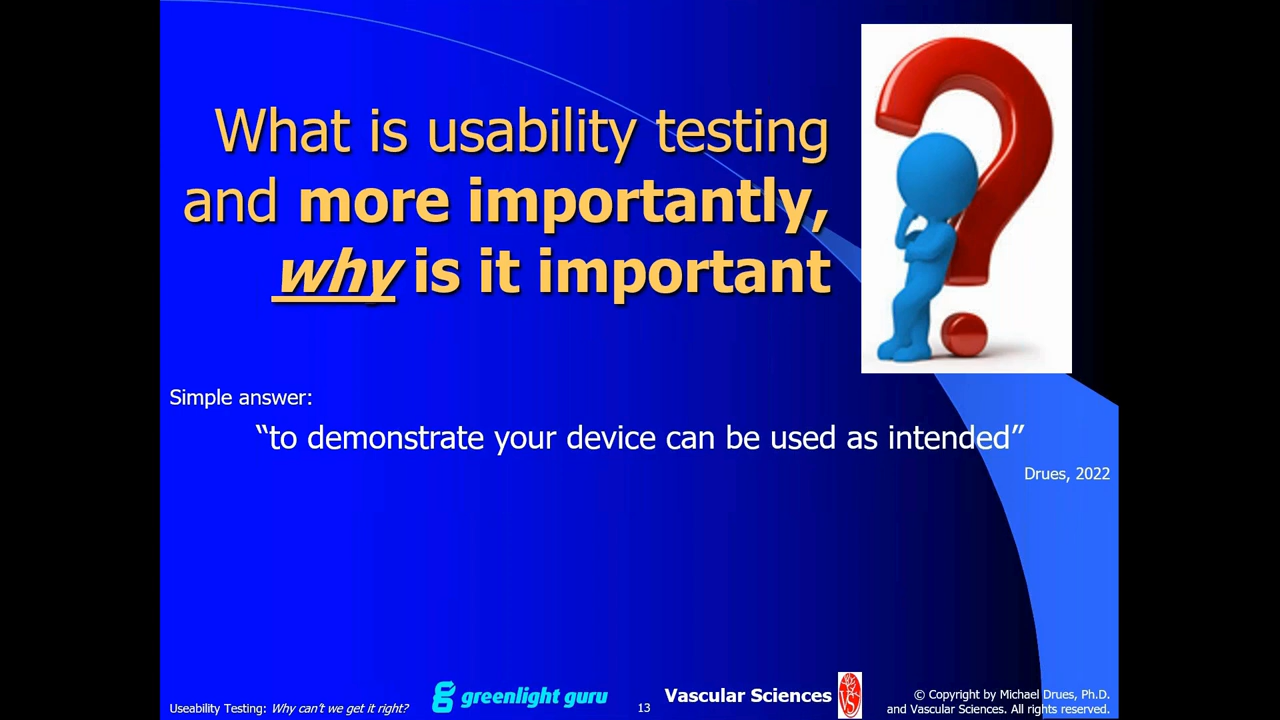 What is usability testing
and more importantly,
why is it important
Simple answer:
“to demonstrate your device can be used as intended”
Drues, 2022
Useability Testing: Why can't we get it right?
greenlight guru
13
Vascular Sciences
VS
© Copyright by Michael Drues, Ph.D.
and Vascular Sciences. All rights reserved.